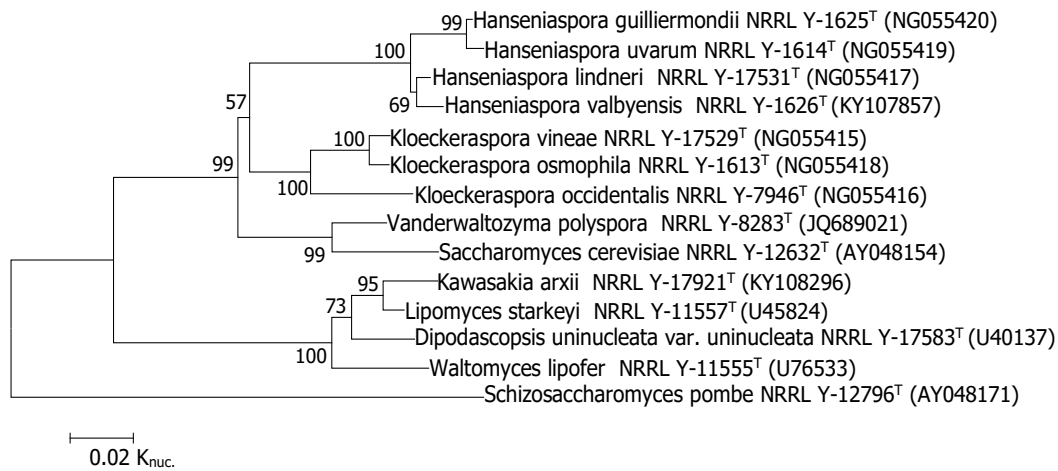 99 Hanseniaspora guilliermondii NRRL Y-1625ᵀ (NG055420)
Hanseniaspora uvarum NRRL Y-1614ᵀ (NG055419)
100
Hanseniaspora lindneri NRRL Y-17531ᵀ (NG055417)
69 Hanseniaspora valbyensis NRRL Y-1626ᵀ (KY107857)
57
100 Kloeckeraspora vineae NRRL Y-17529ᵀ (NG055415)
99 Kloeckeraspora osmophila NRRL Y-1613ᵀ (NG055418)
100 Kloeckeraspora occidentalis NRRL Y-7946ᵀ (NG055416)
Vanderwaltozyma polyspora NRRL Y-8283ᵀ (JQ689021)
99 Saccharomyces cerevisiae NRRL Y-12632ᵀ (AY048154)
95 Kawasakia arxii NRRL Y-17921ᵀ (KY108296)
73 Lipomyces starkeyi NRRL Y-11557ᵀ (U45824)
Dipodascopsis uninucleata var. uninucleata NRRL Y-17583ᵀ (U40137)
100 Waltomyces lipofer NRRL Y-11555ᵀ (U76533)
Schizosaccharomyces pombe NRRL Y-12796ᵀ (AY048171)
0.02 Knuc.